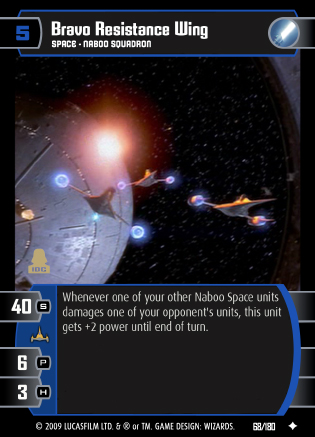 5
Bravo Resistance Wing
SPACE - NABOO SQUADRON
IDC
40 S
Whenever one of your other Naboo Space units
damages one of your opponent's units, this unit
gets +2 power until end of turn.
6 P
3 H
© 2009 LUCASFILM LTD. & ® or TM. GAME DESIGN: WIZARDS. 68/180